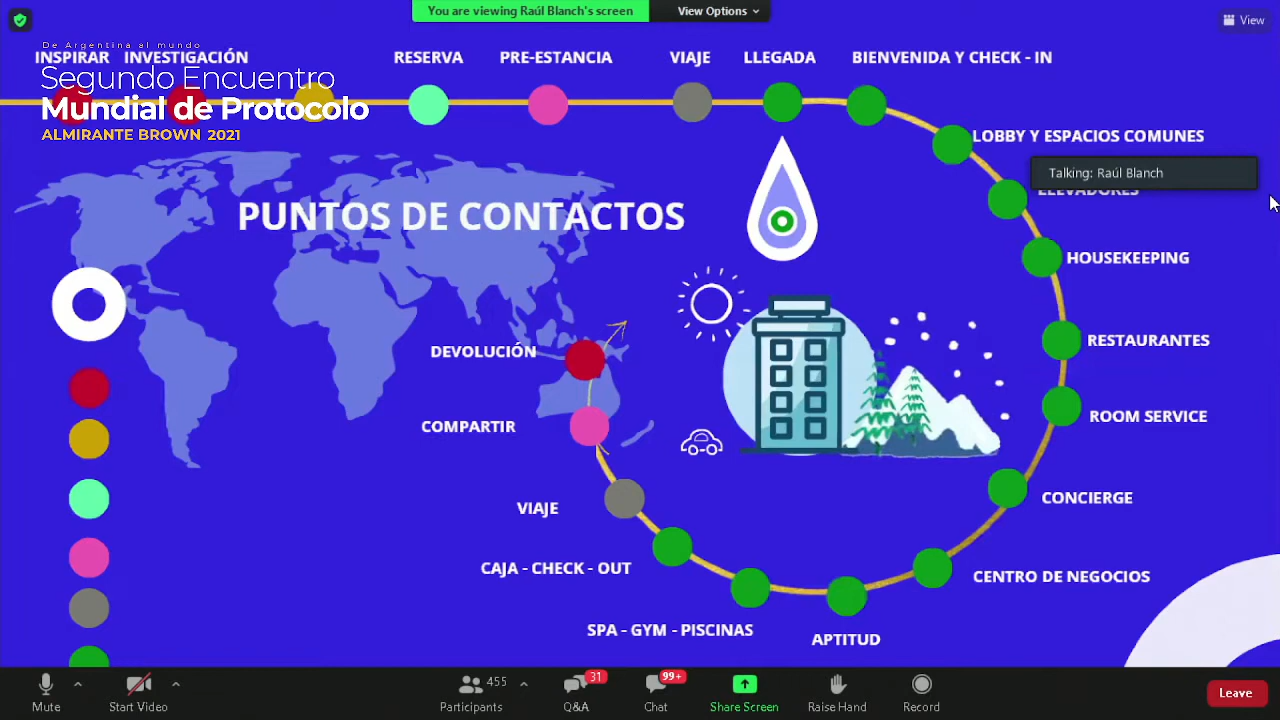 You are viewing Raúl Blanch's screen
View Options
View
De Argentina al mundo
Segundo Encuentro
Mundial de Protocolo
ALMIRANTE BROWN 2021
INSPIRAR
INVESTIGACIÓN
RESERVA
PRE-ESTANCIA
VIAJE
LLEGADA
BIENVENIDA Y CHECK - IN
LOBBY Y ESPACIOS COMUNES
Talking: Raúl Blanch
ELEVADORES
PUNTOS DE CONTACTOS
HOUSEKEEPING
RESTAURANTES
ROOM SERVICE
CONCIERGE
CENTRO DE NEGOCIOS
APTITUD
SPA - GYM - PISCINAS
CAJA - CHECK - OUT
VIAJE
COMPARTIR
DEVOLUCIÓN
Mute
Start Video
455
Participants
31
Q&A
99+
Chat
Share Screen
Raise Hand
Record
Leave